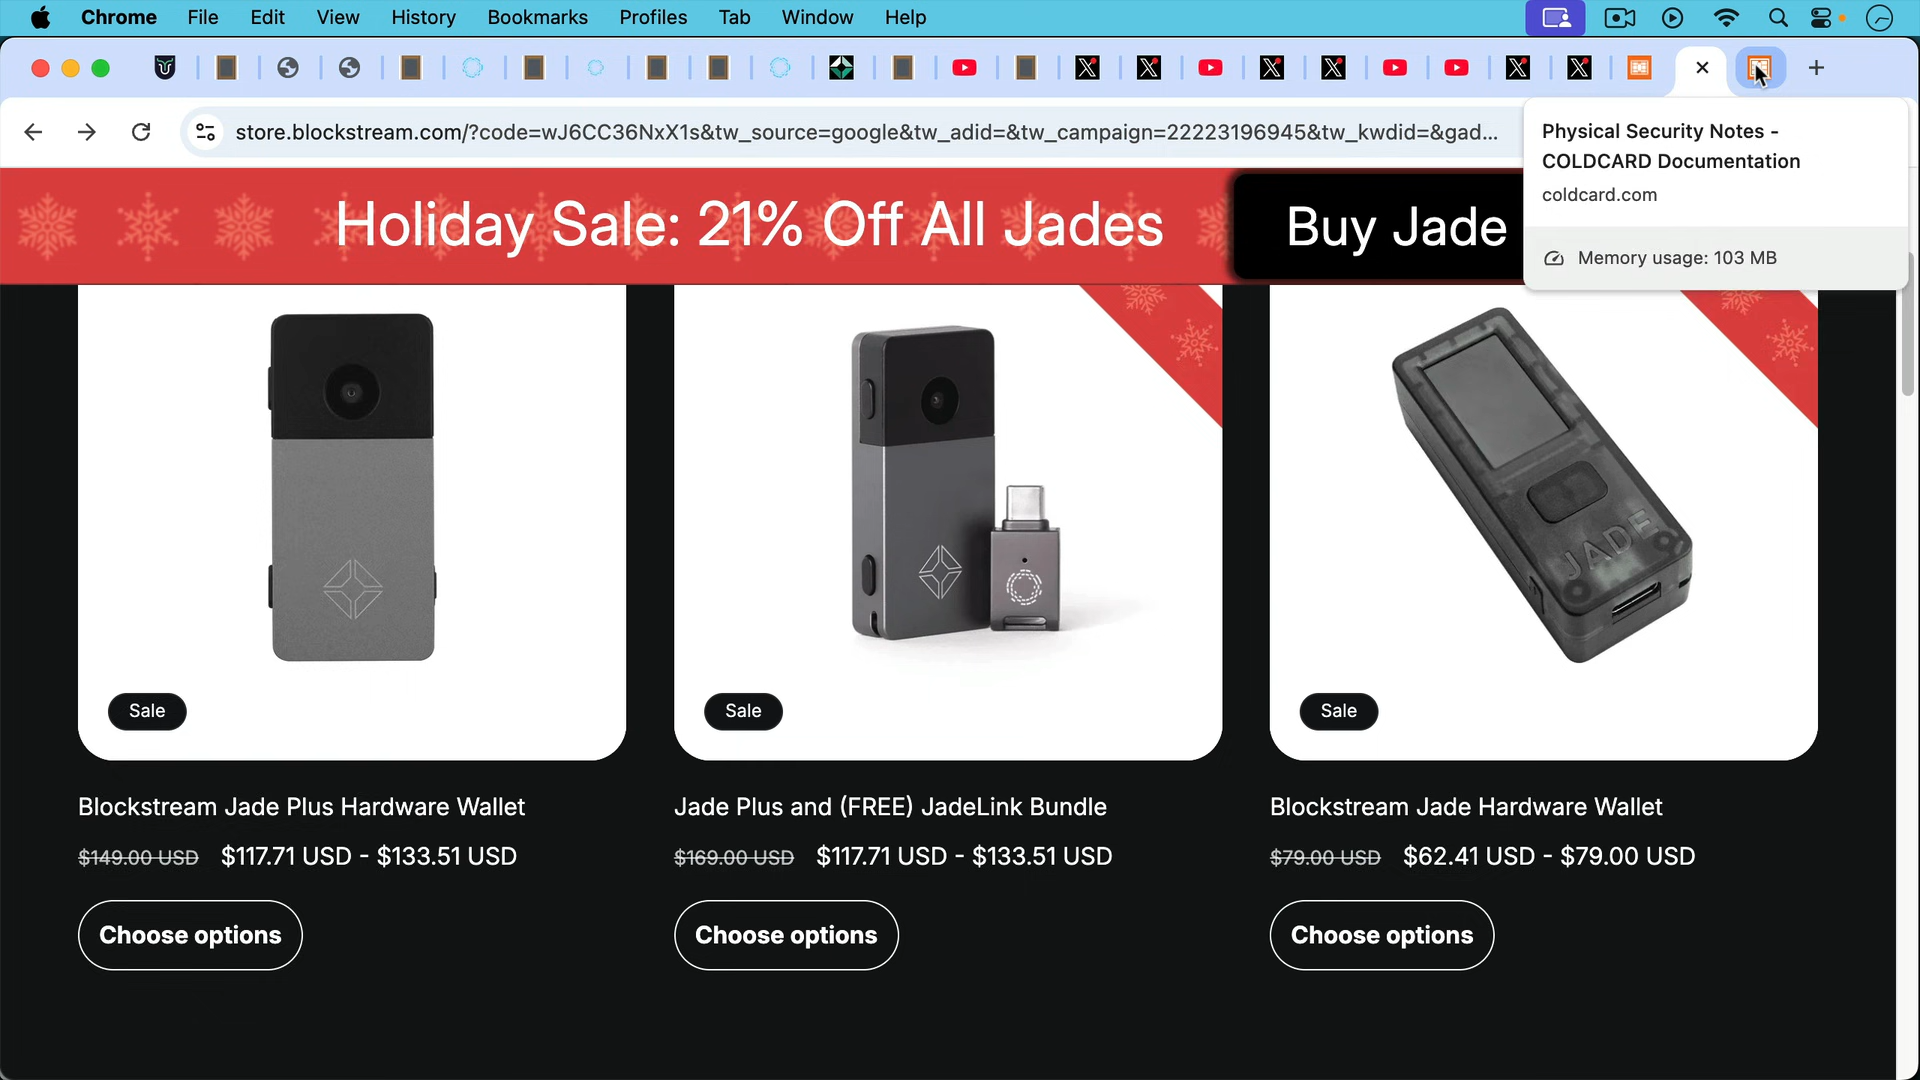 Chrome File Edit View History Bookmarks Profiles Tab Window Help
store.blockstream.com/?code=wJ6CC36NxX1s&tw_source=google&tw_adid=&tw_campaign=22223196945&tw_kwdid=&gad...
Physical Security Notes -
COLDCARD Documentation
coldcard.com
Memory usage: 103 MB
Holiday Sale: 21% Off All Jades
Buy Jade
JADE
Sale
Sale
Sale
Blockstream Jade Plus Hardware Wallet
$149.00 USD $117.71 USD - $133.51 USD
Choose options
Jade Plus and (FREE) JadeLink Bundle
$169.00 USD $117.71 USD - $133.51 USD
Choose options
Blockstream Jade Hardware Wallet
$79.00 USD $62.41 USD - $79.00 USD
Choose options